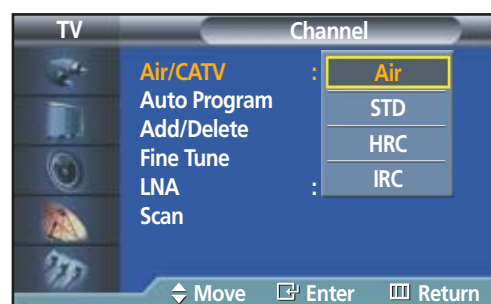 TV Channel
Air/CATV : Air
Auto Program STD
Add/Delete HRC
Fine Tune IRC
LNA :
Scan
Move Enter Return